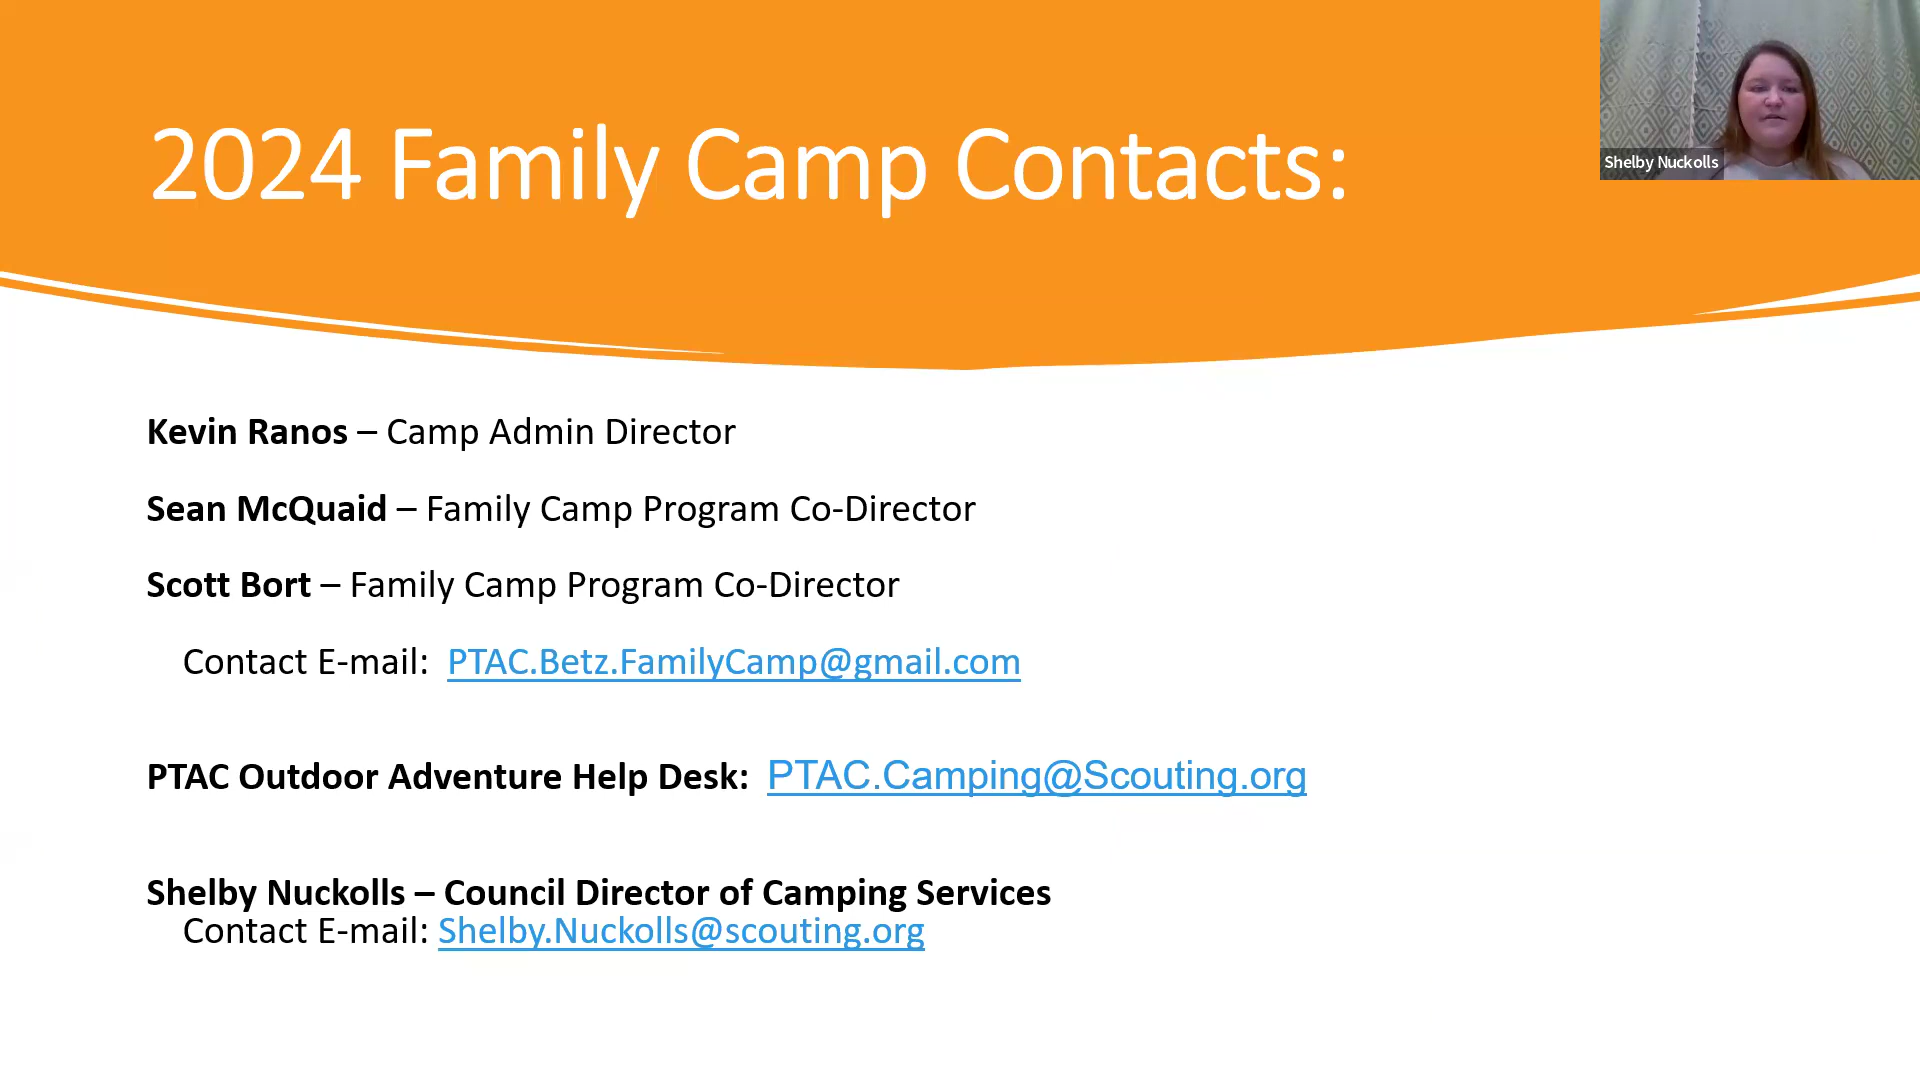 2024 Family Camp Contacts:
Shelby Nuckolls
Kevin Ranos – Camp Admin Director
Sean McQuaid – Family Camp Program Co-Director
Scott Bort – Family Camp Program Co-Director
Contact E-mail: PTAC.Betz.FamilyCamp@gmail.com
PTAC Outdoor Adventure Help Desk: PTAC.Camping@Scouting.org
Shelby Nuckolls – Council Director of Camping Services
Contact E-mail: Shelby.Nuckolls@scouting.org